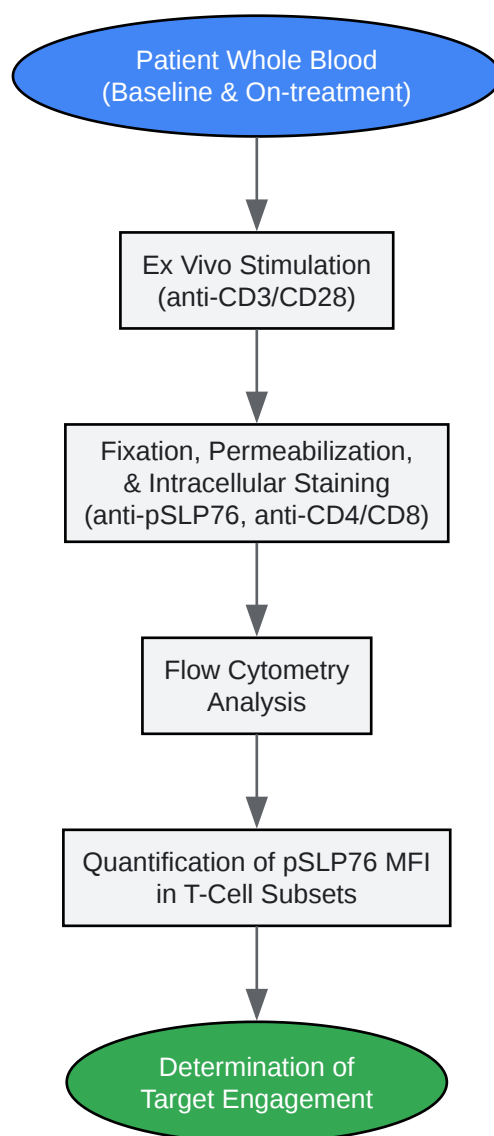 Patient Whole Blood
(Baseline & On-treatment)
Ex Vivo Stimulation
(anti-CD3/CD28)
Fixation, Permeabilization,
& Intracellular Staining
(anti-pSLP76, anti-CD4/CD8)
Flow Cytometry
Analysis
Quantification of pSLP76 MFI
in T-Cell Subsets
Determination of
Target Engagement